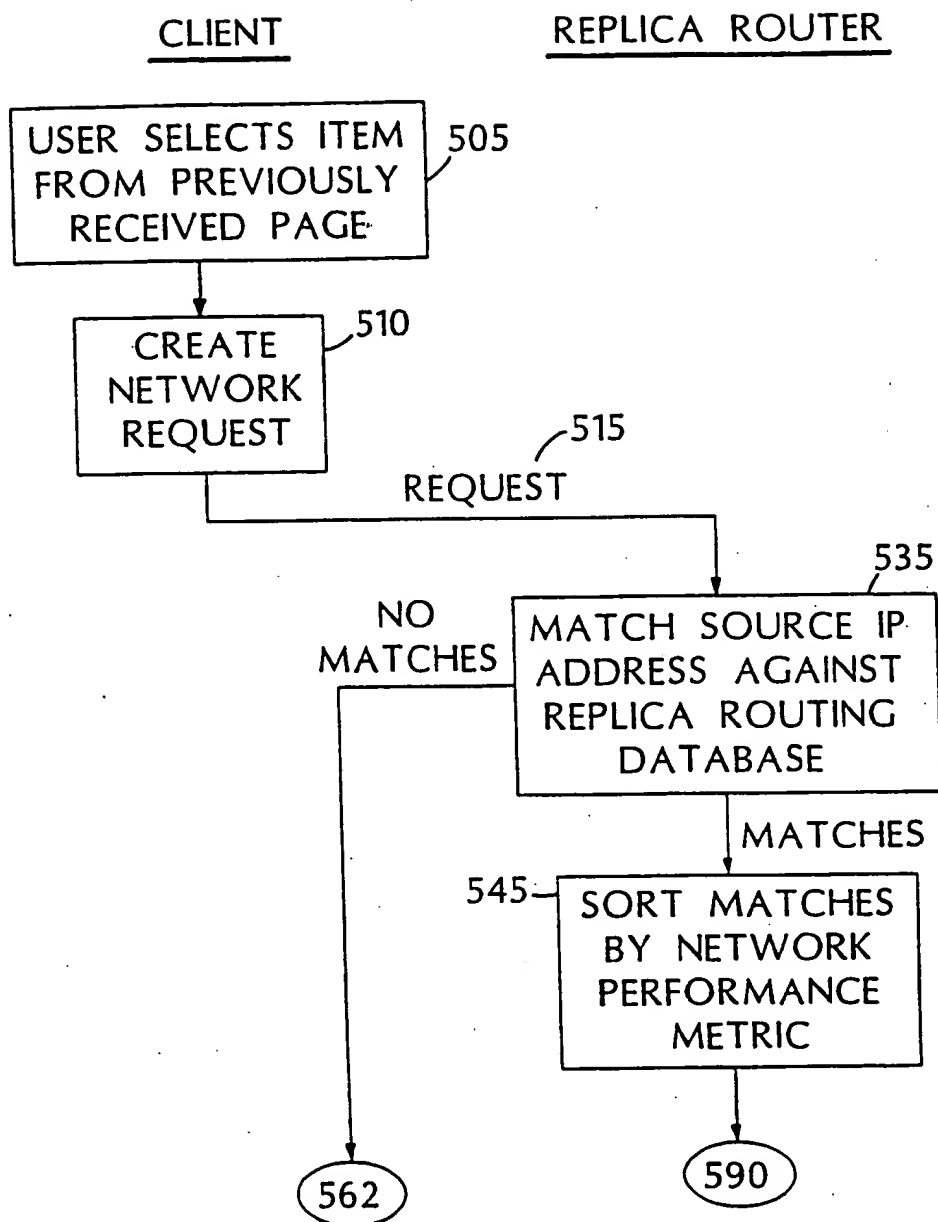 CLIENT
REPLICA ROUTER
USER SELECTS ITEM
FROM PREVIOUSLY
RECEIVED PAGE
505
CREATE
NETWORK
REQUEST
510
515
REQUEST
535
NO
MATCHES
MATCH SOURCE IP
ADDRESS AGAINST
REPLICA ROUTING
DATABASE
MATCHES
545
SORT MATCHES
BY NETWORK
PERFORMANCE
METRIC
562
590